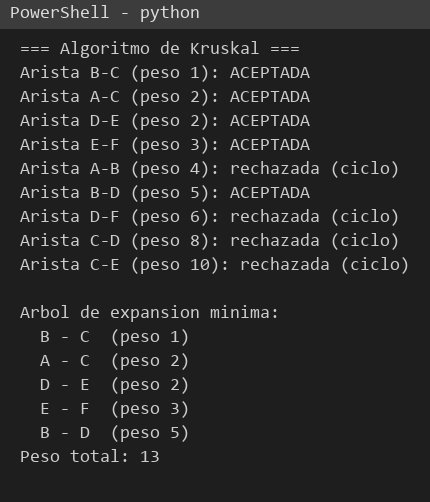 PowerShell - python
=== Algoritmo de Kruskal ===
Arista B-C (peso 1): ACEPTADA
Arista A-C (peso 2): ACEPTADA
Arista D-E (peso 2): ACEPTADA
Arista E-F (peso 3): ACEPTADA
Arista A-B (peso 4): rechazada (ciclo)
Arista B-D (peso 5): ACEPTADA
Arista D-F (peso 6): rechazada (ciclo)
Arista C-D (peso 8): rechazada (ciclo)
Arista C-E (peso 10): rechazada (ciclo)

Arbol de expansion minima:
  B - C  (peso 1)
  A - C  (peso 2)
  D - E  (peso 2)
  E - F  (peso 3)
  B - D  (peso 5)
Peso total: 13